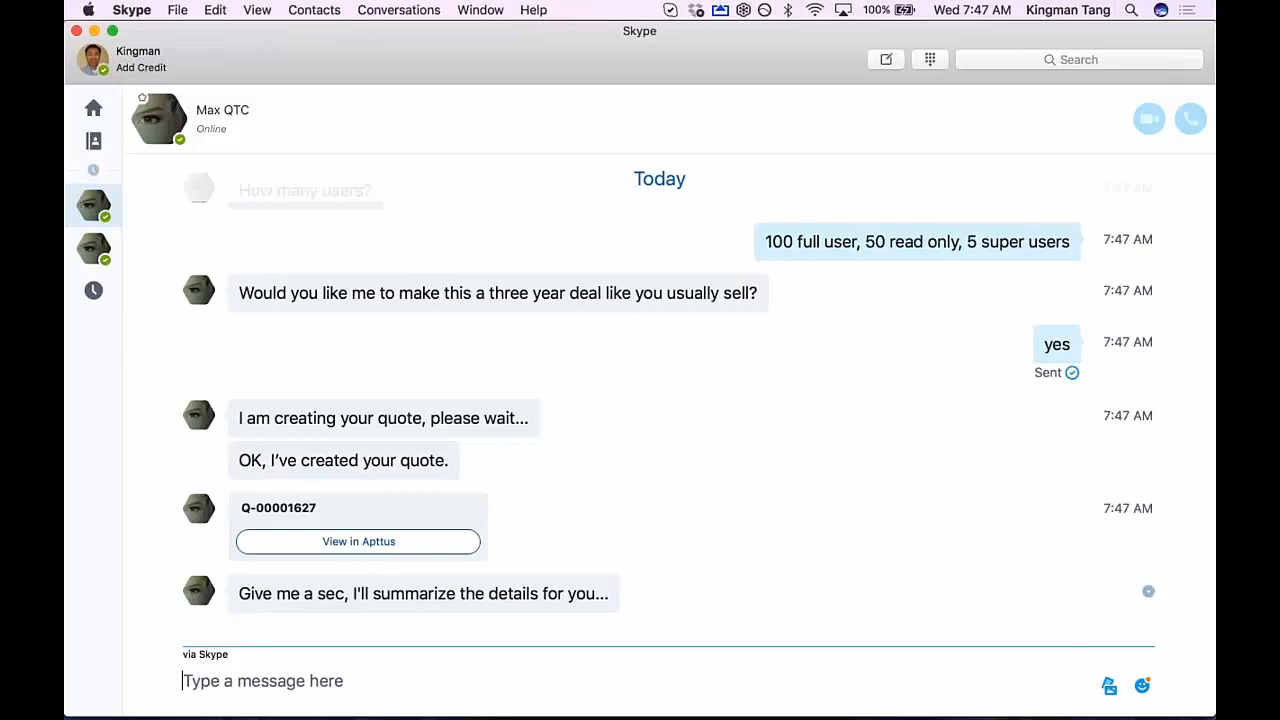 Skype File Edit View Contacts Conversations Window Help 100% Wed 7:47 AM Kingman Tang
Skype
Kingman
Add Credit
Search
Max QTC
Online
Today
How many users? 7:47 AM
100 full user, 50 read only, 5 super users 7:47 AM
Would you like me to make this a three year deal like you usually sell? 7:47 AM
yes 7:47 AM
Sent
I am creating your quote, please wait... 7:47 AM
OK, I've created your quote.
Q-00001627 7:47 AM
View in Apttus
Give me a sec, I'll summarize the details for you...
via Skype
Type a message here